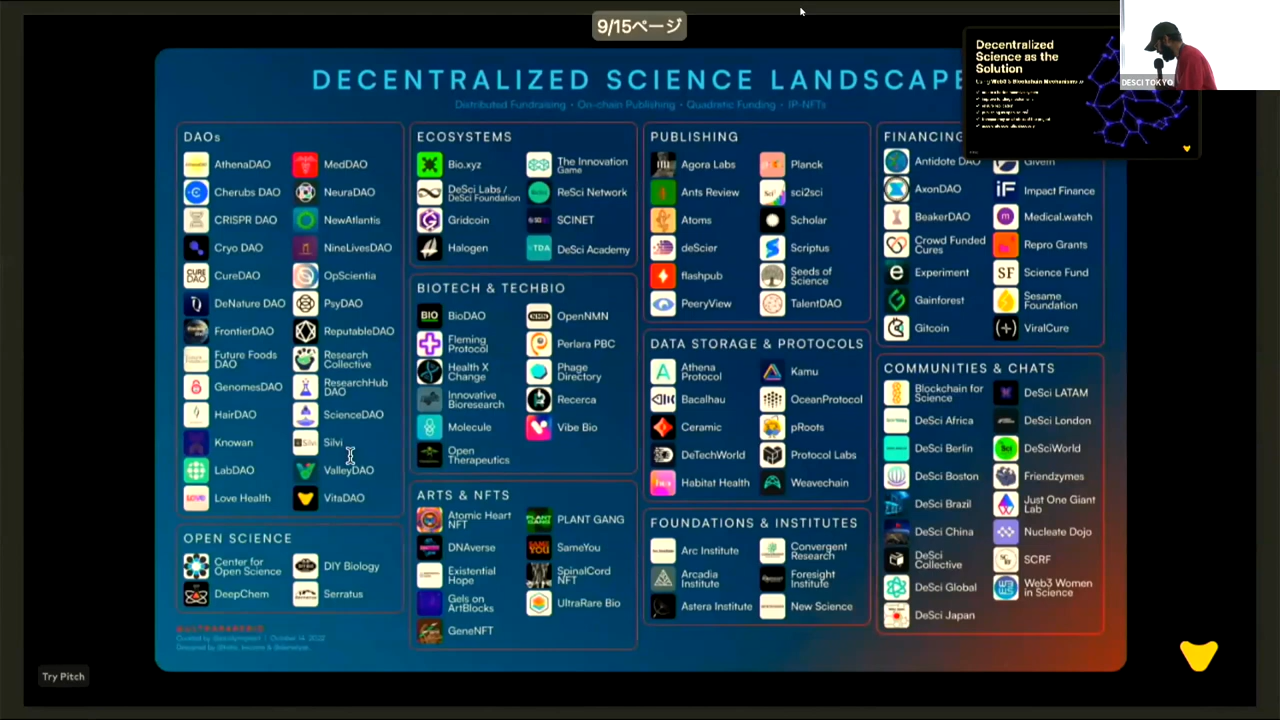 9/15ページ
Decentralized
Science as the
Solution
DESCI TOKYO
DECENTRALIZED SCIENCE LANDSCAPE
Distributed Fundraising • On-chain Publishing • Quadratic Funding • IP-NFTs
DAOs
AthenaDAO
MedDAO
Cherubs DAO
NeuraDAO
CRISPR DAO
NewAtlantis
Cryo DAO
NineLivesDAO
CureDAO
OpScientia
DeNature DAO
PsyDAO
FrontierDAO
ReputableDAO
Future Foods
DAO
Research
Collective
GenomesDAO
ResearchHub
DAO
HairDAO
ScienceDAO
Knowan
Silvi
LabDAO
ValleyDAO
Love Health
VitaDAO
OPEN SCIENCE
Center for
Open Science
DIY Biology
DeepChem
Serratus
ECOSYSTEMS
Bio.xyz
The Innovation
Game
DeSci Labs /
DeSci Foundation
ReSci Network
Gridcoin
SCINET
Halogen
DeSci Academy
BIOTECH & TECHBIO
BioDAO
OpenNMN
Fleming
Protocol
Perlara PBC
Health X
Change
Phage
Directory
Innovative
Bioresearch
Recerca
Molecule
Vibe Bio
Open
Therapeutics
ARTS & NFTS
Atomic Heart
NFT
PLANT GANG
DNAverse
SameYou
Existential
Hope
SpinalCord
NFT
Gels on
ArtBlocks
UltraRare Bio
GeneNFT
PUBLISHING
Agora Labs
Planck
Ants Review
sci2sci
Atoms
Scholar
deScier
Scriptus
flashpub
Seeds of
Science
PeeryView
TalentDAO
DATA STORAGE & PROTOCOLS
Athena
Protocol
Kamu
Bacalhau
OceanProtocol
Ceramic
pRoots
DeTechWorld
Protocol Labs
Habitat Health
Weavechain
FOUNDATIONS & INSTITUTES
Arc Institute
Convergent
Research
Arcadia
Institute
Foresight
Institute
Astera Institute
New Science
FINANCING
Antidote DAO
AxonDAO
Impact Finance
BeakerDAO
Medical.watch
Crowd Funded
Cures
Repro Grants
Experiment
Science Fund
Gainforest
Sesame
Foundation
Gitcoin
ViralCure
COMMUNITIES & CHATS
Blockchain for
Science
DeSci LATAM
DeSci Africa
DeSci London
DeSci Berlin
DeSciWorld
DeSci Boston
Friendzymes
DeSci Brazil
Just One Giant
Lab
DeSci China
Nucleate Dojo
DeSci
Collective
SCRF
DeSci Global
Web3 Women
in Science
DeSci Japan
Try Pitch